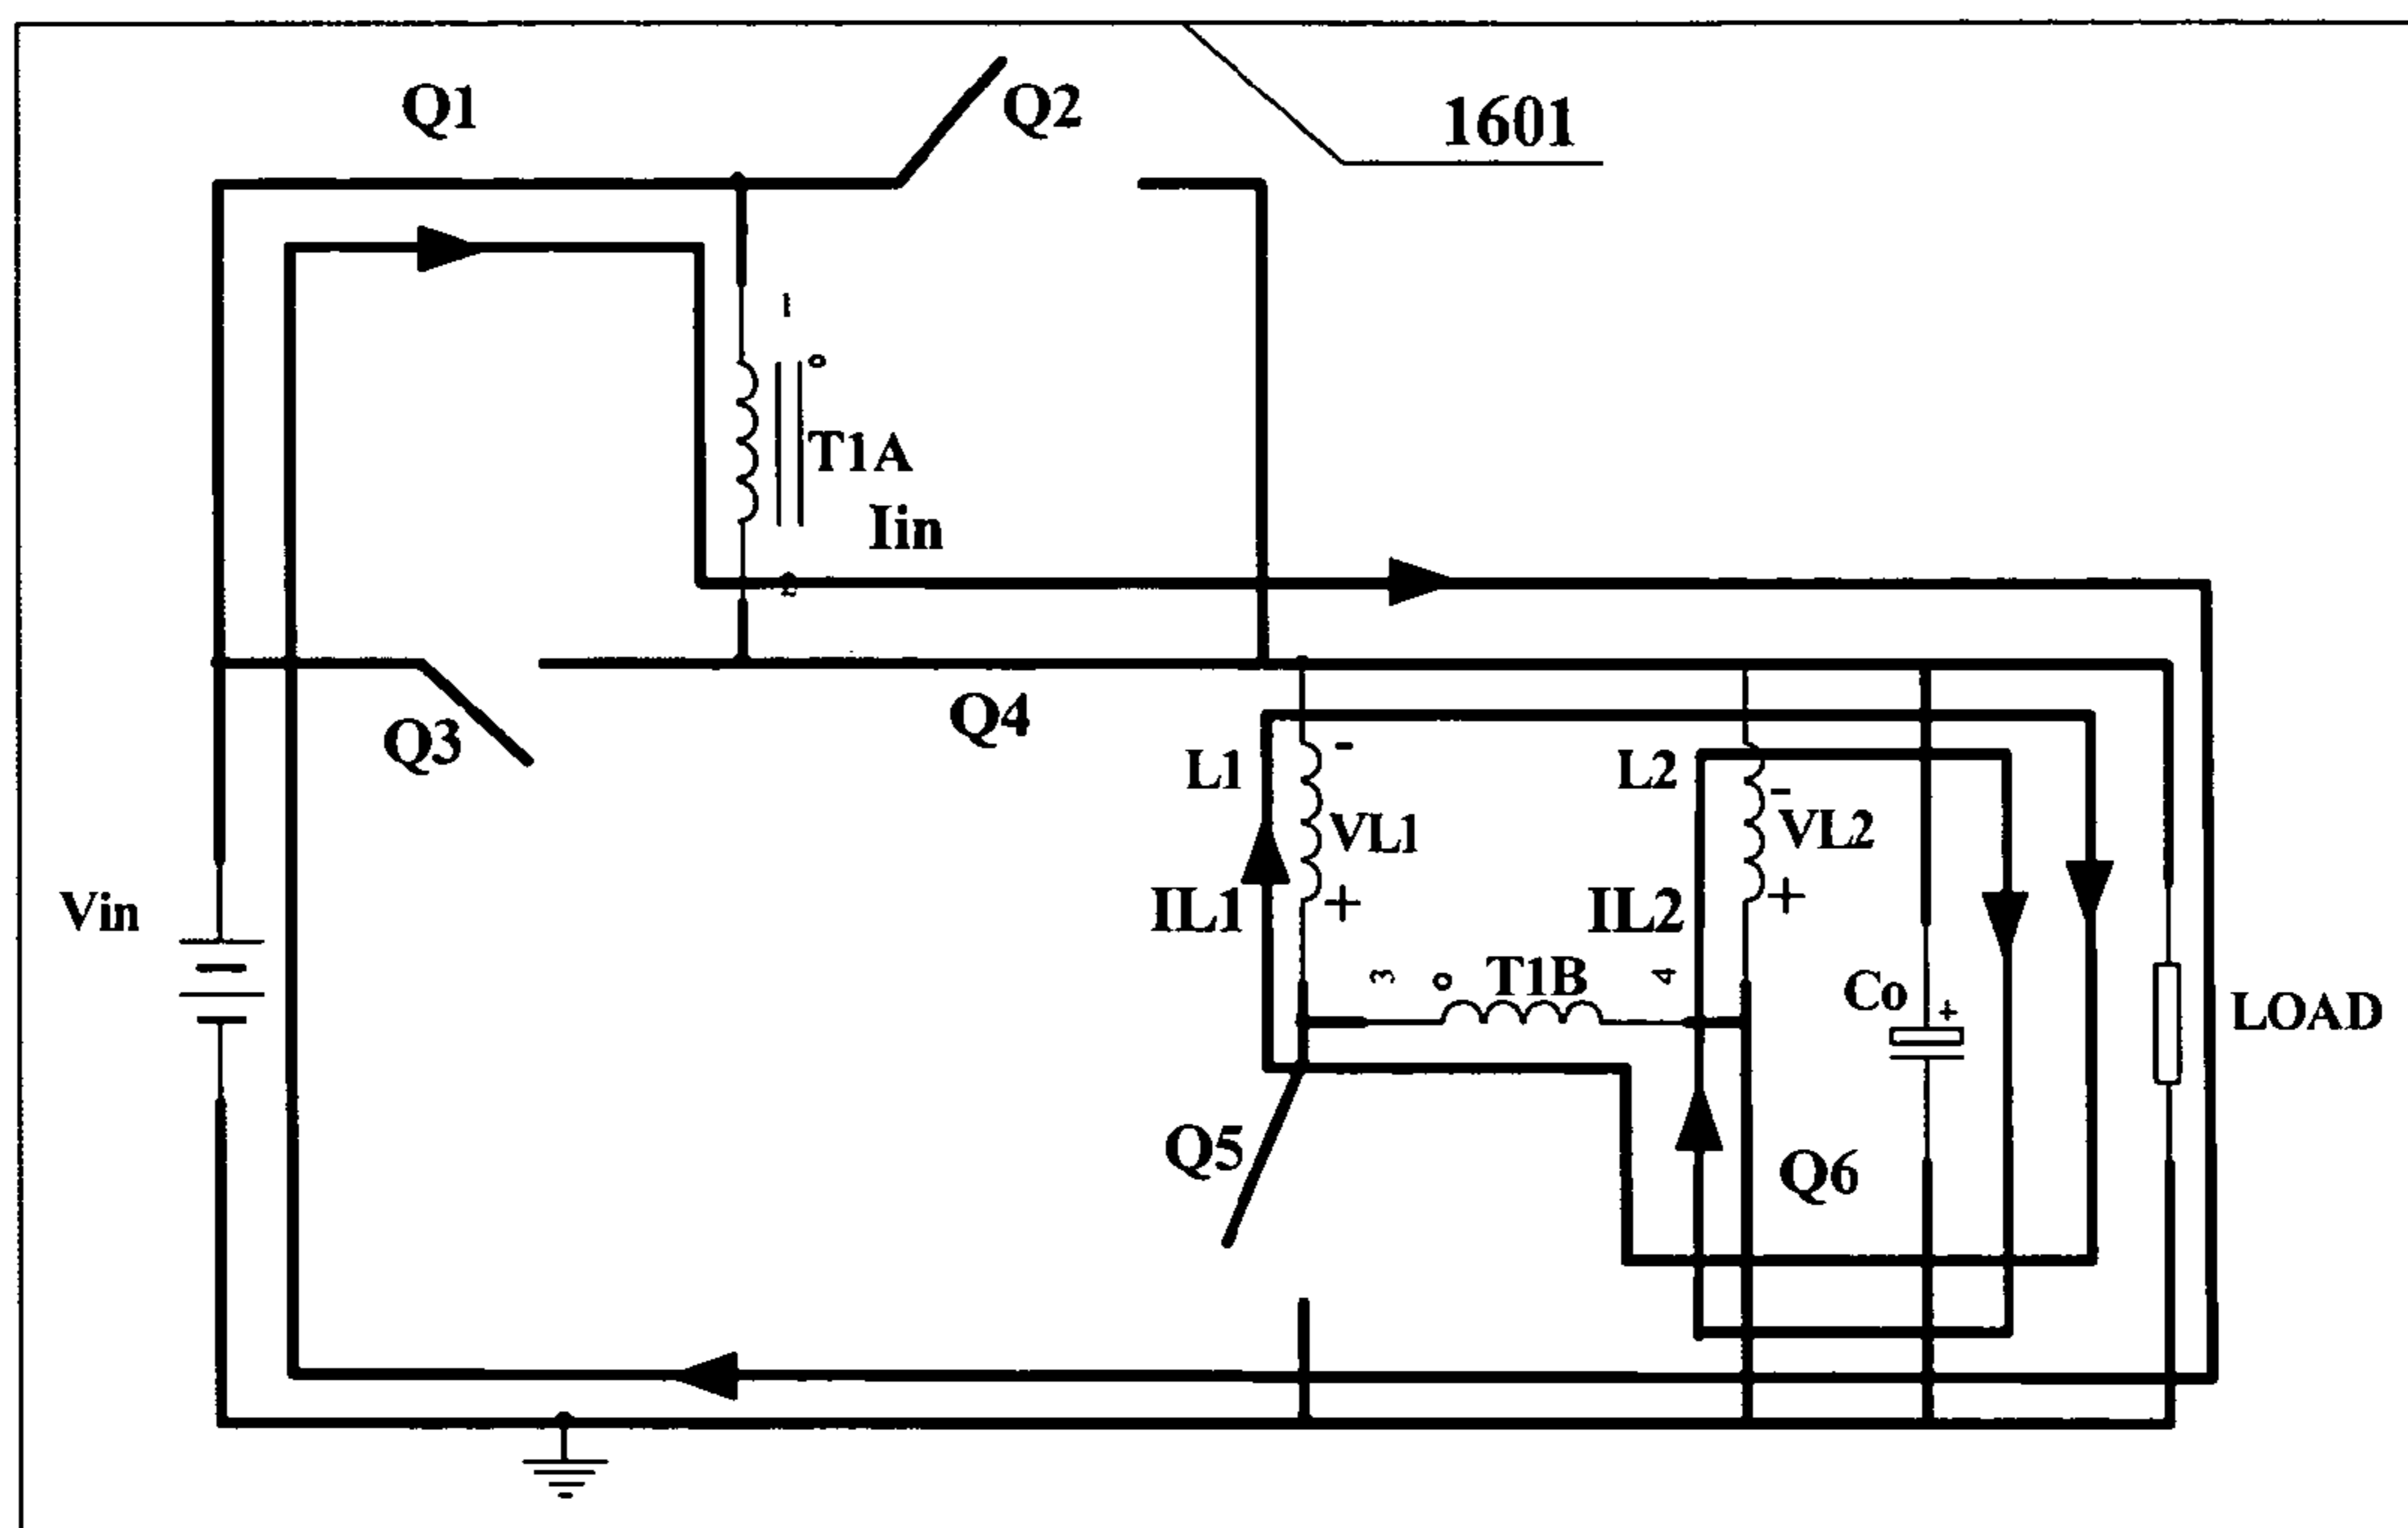 Q1
Q2
1601
1
T1A
Iin
2
Q4
Q3
L1
-
VL1
+
IL1
L2
-
VL2
+
IL2
Vin
3
T1B
4
Co
+
LOAD
Q5
Q6